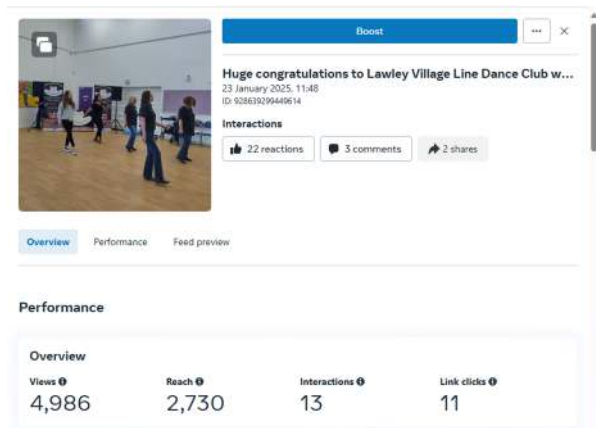 Boost
Huge congratulations to Lawley Village Line Dance Club w...
23 January 2025, 11:48
ID: 928639299449614
Interactions
22 reactions
3 comments
2 shares
Overview
Performance
Feed preview
Performance
Overview
Views
Reach
Interactions
Link clicks
4,986
2,730
13
11